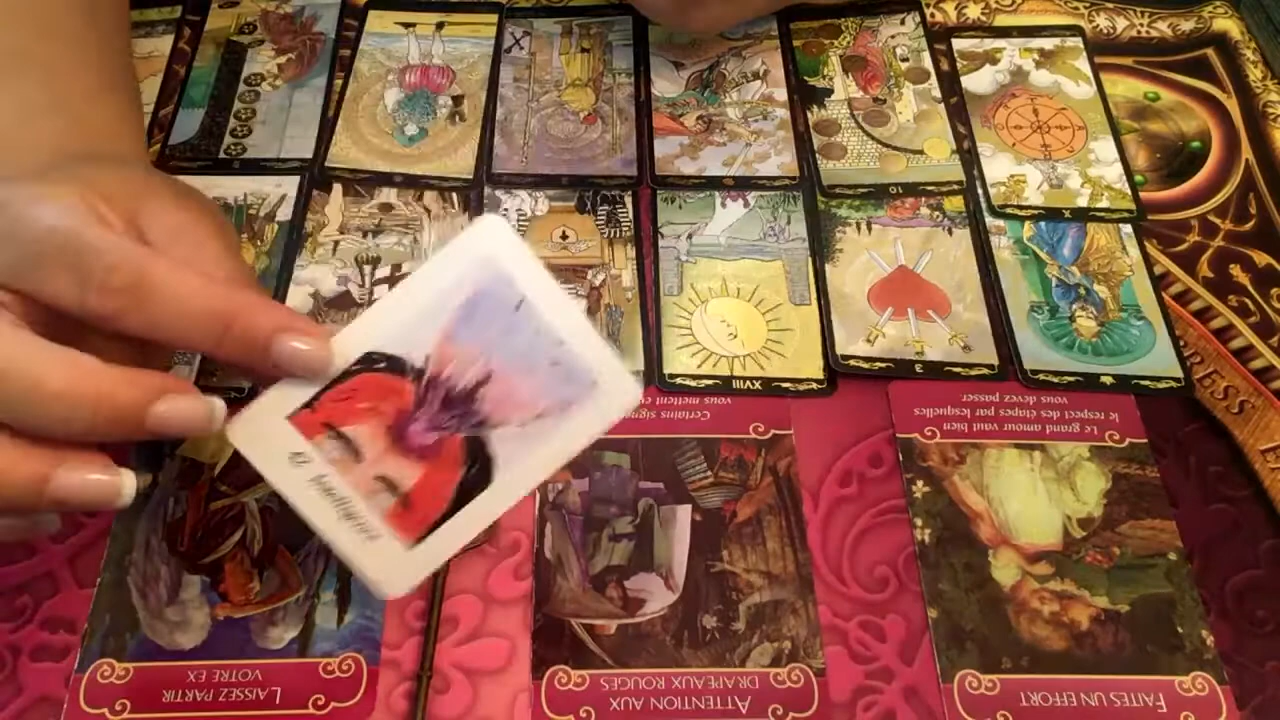 10
X
XVIII
3
RESS
Certains signes
vous mettent
Le grand amour vaut bien
le respect des étapes par lesquelles
vous devez passer
LAISSEZ PARTIR
VOTRE EX
ATTENTION AUX
DRAPEAUX ROUGES
FAITES UN EFFORT